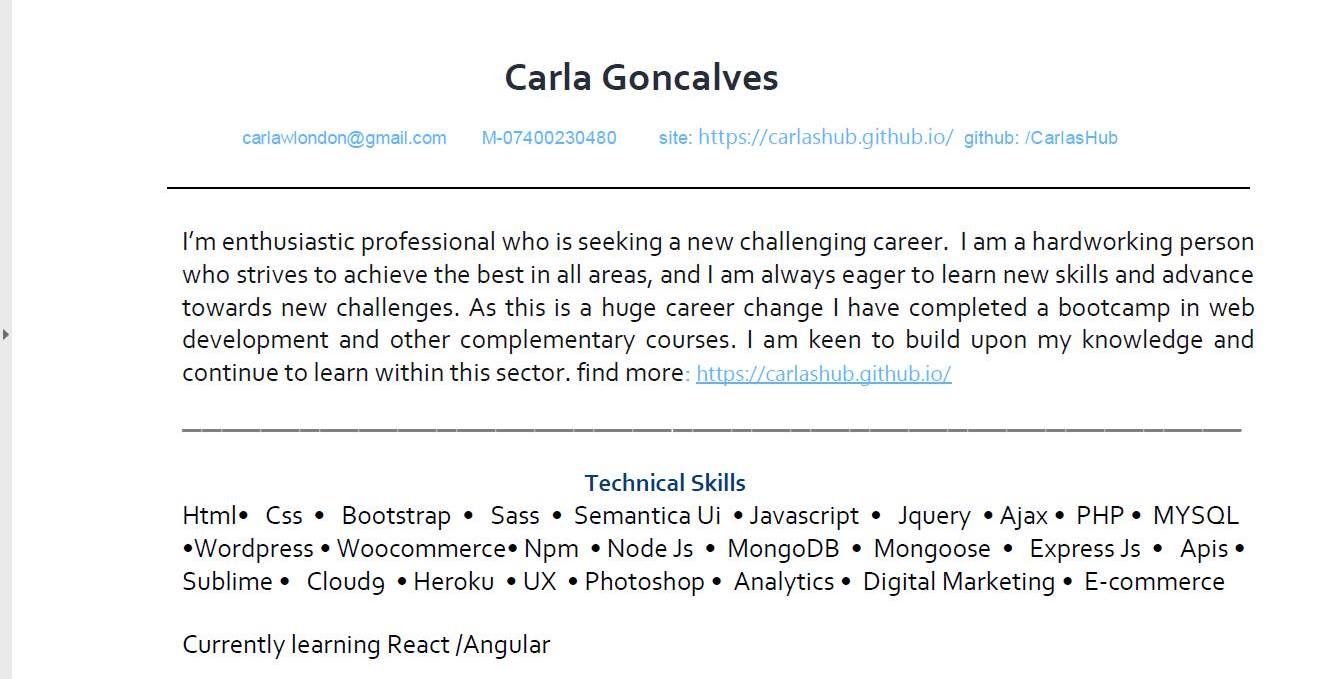 Carla Goncalves
carlawlondon@gmail.com M-07400230480 site: https://carlashub.github.io/ github: /CarlasHub
I'm enthusiastic professional who is seeking a new challenging career. I am a hardworking person
who strives to achieve the best in all areas, and I am always eager to learn new skills and advance
towards new challenges. As this is a huge career change I have completed a bootcamp in web
development and other complementary courses. I am keen to build upon my knowledge and
continue to learn within this sector. find more: https://carlashub.github.io/
Technical Skills
Html• Css • Bootstrap • Sass • Semantica Ui • Javascript • Jquery • Ajax • PHP • MYSQL
•Wordpress • Woocommerce• Npm • Node Js • MongoDB • Mongoose • Express Js • Apis •
Sublime • Cloud9 • Heroku • UX • Photoshop • Analytics • Digital Marketing • E-commerce
Currently learning React /Angular